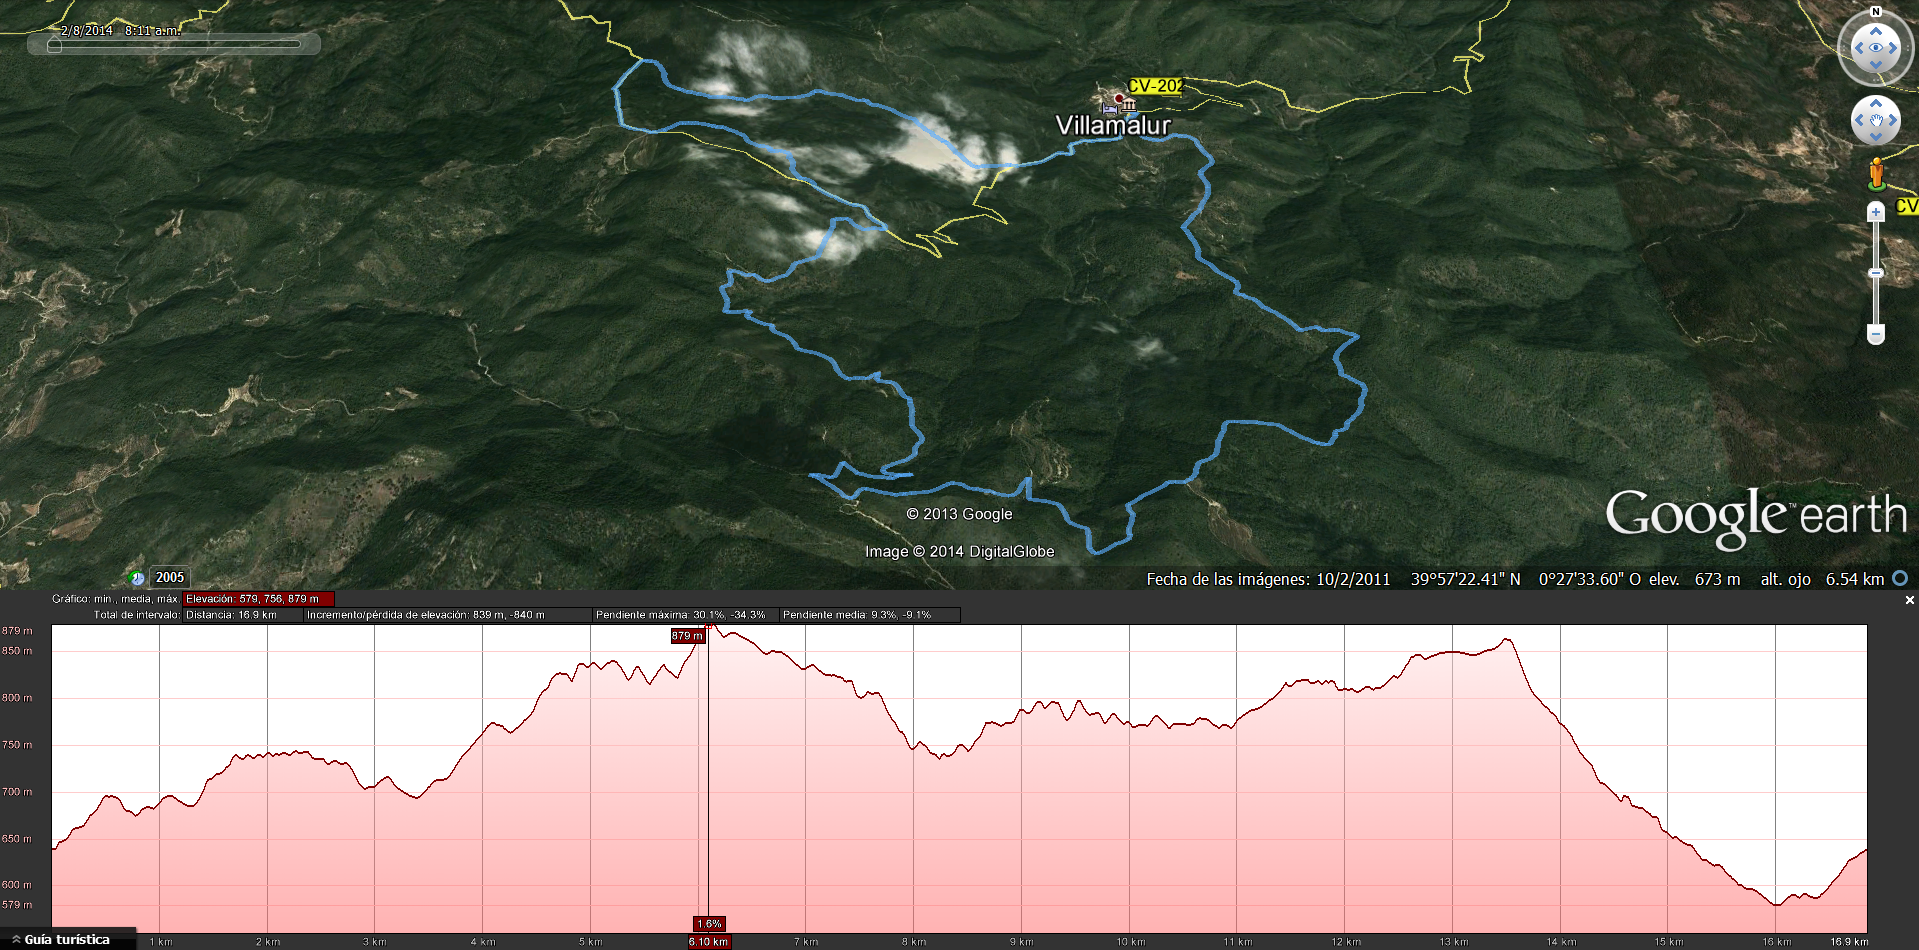 2/8/2014 8:11 a.m.
N
CV-202
Villamalur
CV
© 2013 Google
Image © 2014 DigitalGlobe
Google™ earth
2005
Fecha de las imágenes: 10/2/2011 39°57'22.41" N 0°27'33.60" O elev. 673 m alt. ojo 6.54 km
Gráfico: mín., media, máx. Elevación: 579, 756, 879 m
Total de intervalo: Distancia: 16.9 km Incremento/pérdida de elevación: 839 m, -840 m Pendiente máxima: 30.1%, -34.3% Pendiente media: 9.3%, -9.1%
879 m
879 m
850 m
800 m
750 m
700 m
650 m
600 m
579 m
1.6%
Guía turística
1 km 2 km 3 km 4 km 5 km 6.10 km 7 km 8 km 9 km 10 km 11 km 12 km 13 km 14 km 15 km 16 km 16.9 km